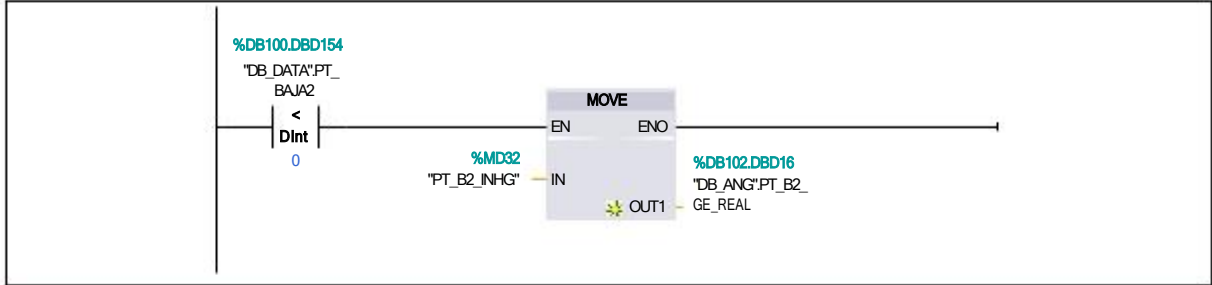 %DB100.DBD154
"DB_DATA".PT_
BAJA2
<
DInt
0
MOVE
EN ENO
%MD32
"PT_B2_INHG"
IN
OUT1
%DB102.DBD16
"DB_ANG".PT_B2_
GE_REAL